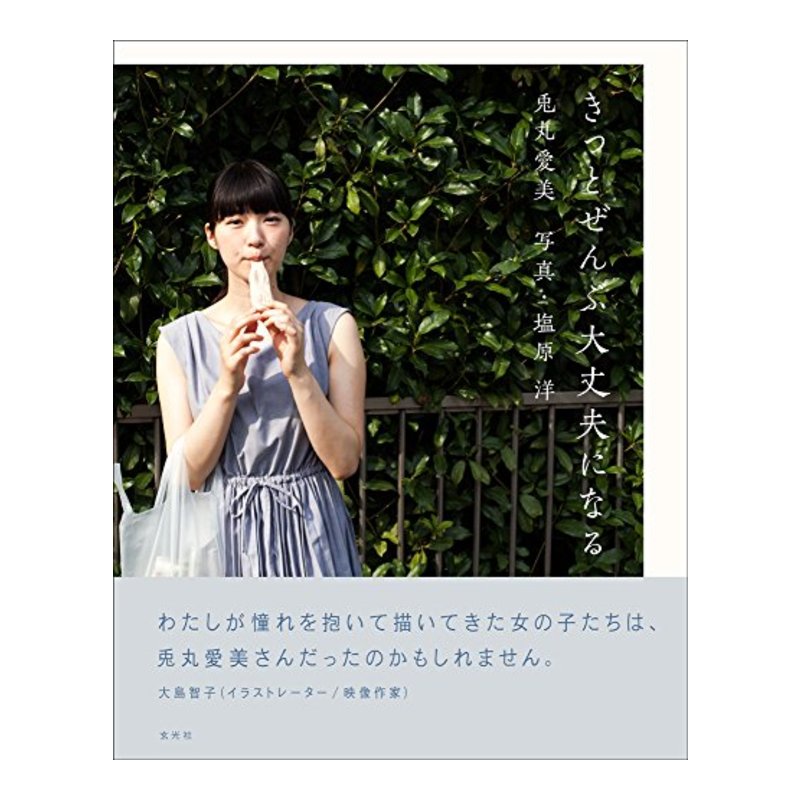 きっとぜんぶ大丈夫になる
兎丸愛美 写真:塩原 洋
わたしが憧れを抱いて描いてきた女の子たちは、
兎丸愛美さんだったのかもしれません。
大島智子(イラストレーター/映像作家)
玄光社